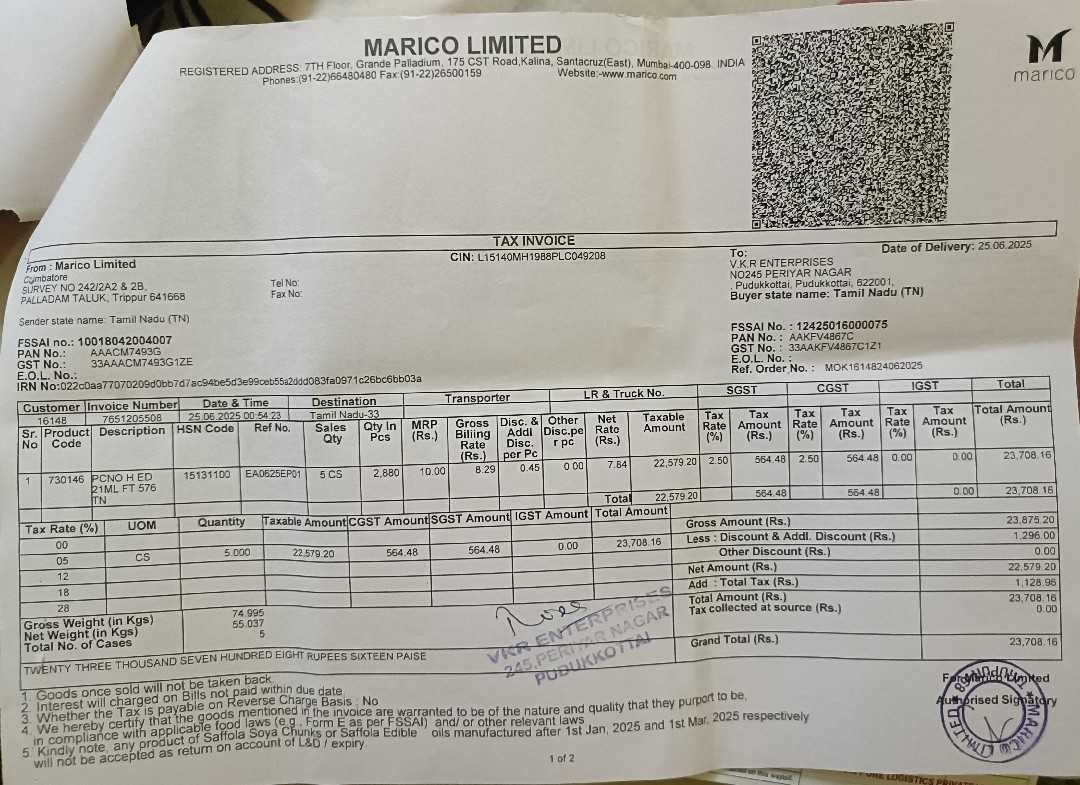 MARICO LIMITED
REGISTERED ADDRESS: 7TH Floor, Grande Palladium, 175 CST Road,Kalina, Santacruz(East), Mumbai-400-098. INDIA
Phones:(91-22)66480480 Fax:(91-22)26500159 Website:-www.marico.com
marico
TAX INVOICE
CIN: L15140MH1988PLC049208
Date of Delivery: 25.06.2025
From : Marico Limited
Coimbatore
SURVEY NO 242/2A2 & 2B,
PALLADAM TALUK, Trippur 641668
Tel No:
Fax No:
Sender state name: Tamil Nadu (TN)
FSSAI no.: 10018042004007
PAN No.: AAACM7493G
GST No.: 33AAACM7493G1ZE
E.O.L. No.:
IRN No:022c0aa77070209d0bb7d7ac94be5d3e99ceb55a2ddd083fa0971c26bc6bb03a
To:
V.K.R ENTERPRISES
NO245 PERIYAR NAGAR
, Pudukkottai, Pudukkottai, 622001,
Buyer state name: Tamil Nadu (TN)
FSSAI No. : 12425016000075
PAN No. : AAKFV4867C
GST No. : 33AAKFV4867C1Z1
E.O.L. No. :
Ref. Order No. : MOK1614824062025
Customer Invoice Number Date & Time Destination Transporter LR & Truck No. SGST CGST IGST Total
16148 7651205508 25.06.2025 00:54:23 Tamil Nadu-33
Sr. No Product Code Description HSN Code Ref No. Sales Qty Qty In Pcs MRP (Rs.) Gross Billing Rate (Rs.) Disc. & Addl Disc. per Pc Other Disc.pe r pc Net Rate (Rs.) Taxable Amount Tax Rate (%) Tax Amount (Rs.) Tax Rate (%) Tax Amount (Rs.) Tax Rate (%) Tax Amount (Rs.) Total Amount (Rs.)
1 730146 PCNO H ED 21ML FT 576 TN 15131100 EA0625EP01 5 CS 2,880 10.00 8.29 0.45 0.00 7.84 22,579.20 2.50 564.48 2.50 564.48 0.00 0.00 23,708.16
Total 22,579.20 564.48 564.48 0.00 23,708.16
Tax Rate (%) UOM Quantity Taxable Amount CGST Amount SGST Amount IGST Amount Total Amount
00
05 CS 5.000 22,579.20 564.48 564.48 0.00 23,708.16
12
18
28
Gross Amount (Rs.) 23,875.20
Less : Discount & Addl. Discount (Rs.) 1,296.00
Other Discount (Rs.) 0.00
Net Amount (Rs.) 22,579.20
Add : Total Tax (Rs.) 1,128.96
Total Amount (Rs.) 23,708.16
Tax collected at source (Rs.) 0.00
Grand Total (Rs.) 23,708.16
Gross Weight (in Kgs) 74.995
Net Weight (in Kgs) 55.037
Total No. of Cases 5
VKR ENTERPRISES
245, PERIYAR NAGAR
PUDUKKOTTAI
TWENTY THREE THOUSAND SEVEN HUNDRED EIGHT RUPEES SIXTEEN PAISE
1. Goods once sold will not be taken back.
2. Interest will charged on Bills not paid within due date
3. Whether the Tax is payable on Reverse Charge Basis : No
4. We hereby certify that the goods mentioned in the invoice are warranted to be of the nature and quality that they purport to be,
in compliance with applicable food laws (e.g., Form E as per FSSAI) and/ or other relevant laws
5. Kindly note, any product of Saffola Soya Chunks or Saffola Edible oils manufactured after 1st Jan, 2025 and 1st Mar, 2025 respectively
will not be accepted as return on account of L&D / expiry.
For Marico Limited
Authorised Signatory
MARICO LIMITED
1 of 2